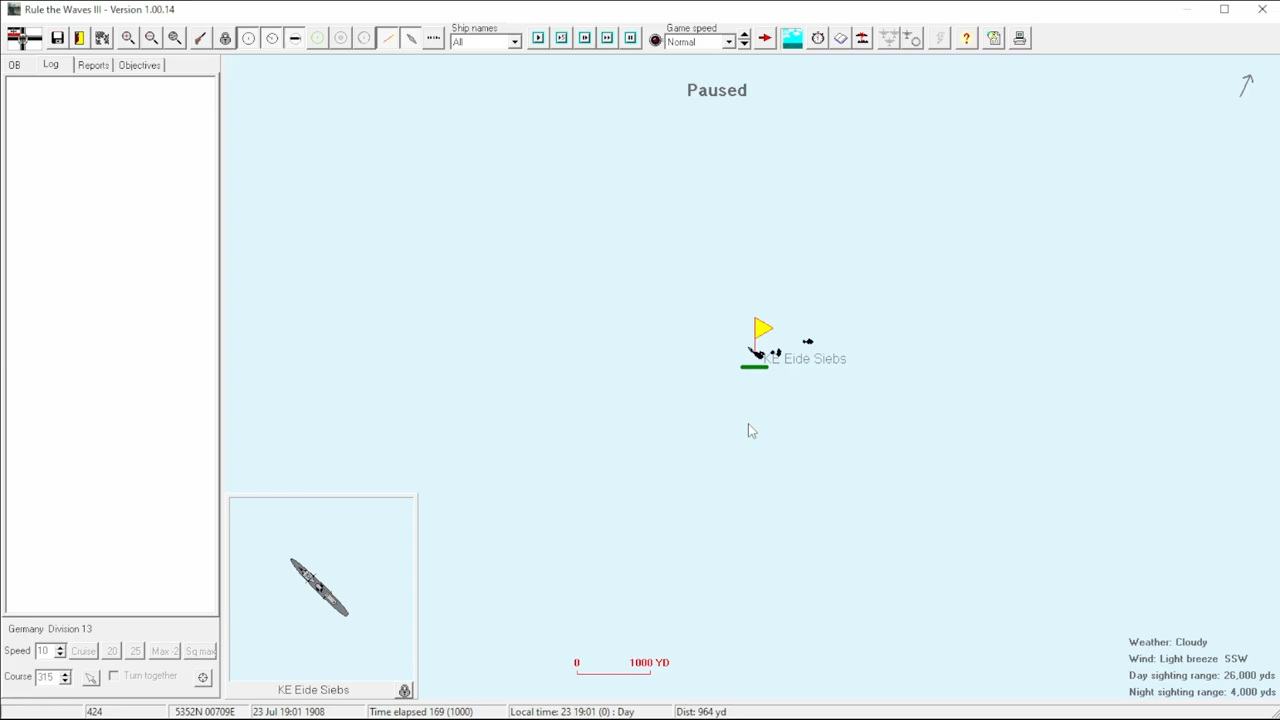 Rule the Waves III - Version 1.00.14
Ship names
All
Game speed
Normal
OB
Log
Reports
Objectives
Paused
KE Eide Siebs
Germany Division 13
Speed 10 Cruise 20 25 Max -2 Sq max
Course 315 Turn together
KE Eide Siebs
0 1000 YD
Weather: Cloudy
Wind: Light breeze SSW
Day sighting range: 26,000 yds
Night sighting range: 4,000 yds
424 5352N 00709E 23 Jul 19:01 1908 Time elapsed 169 (1000) Local time: 23 19:01 (0) : Day Dist: 964 yd